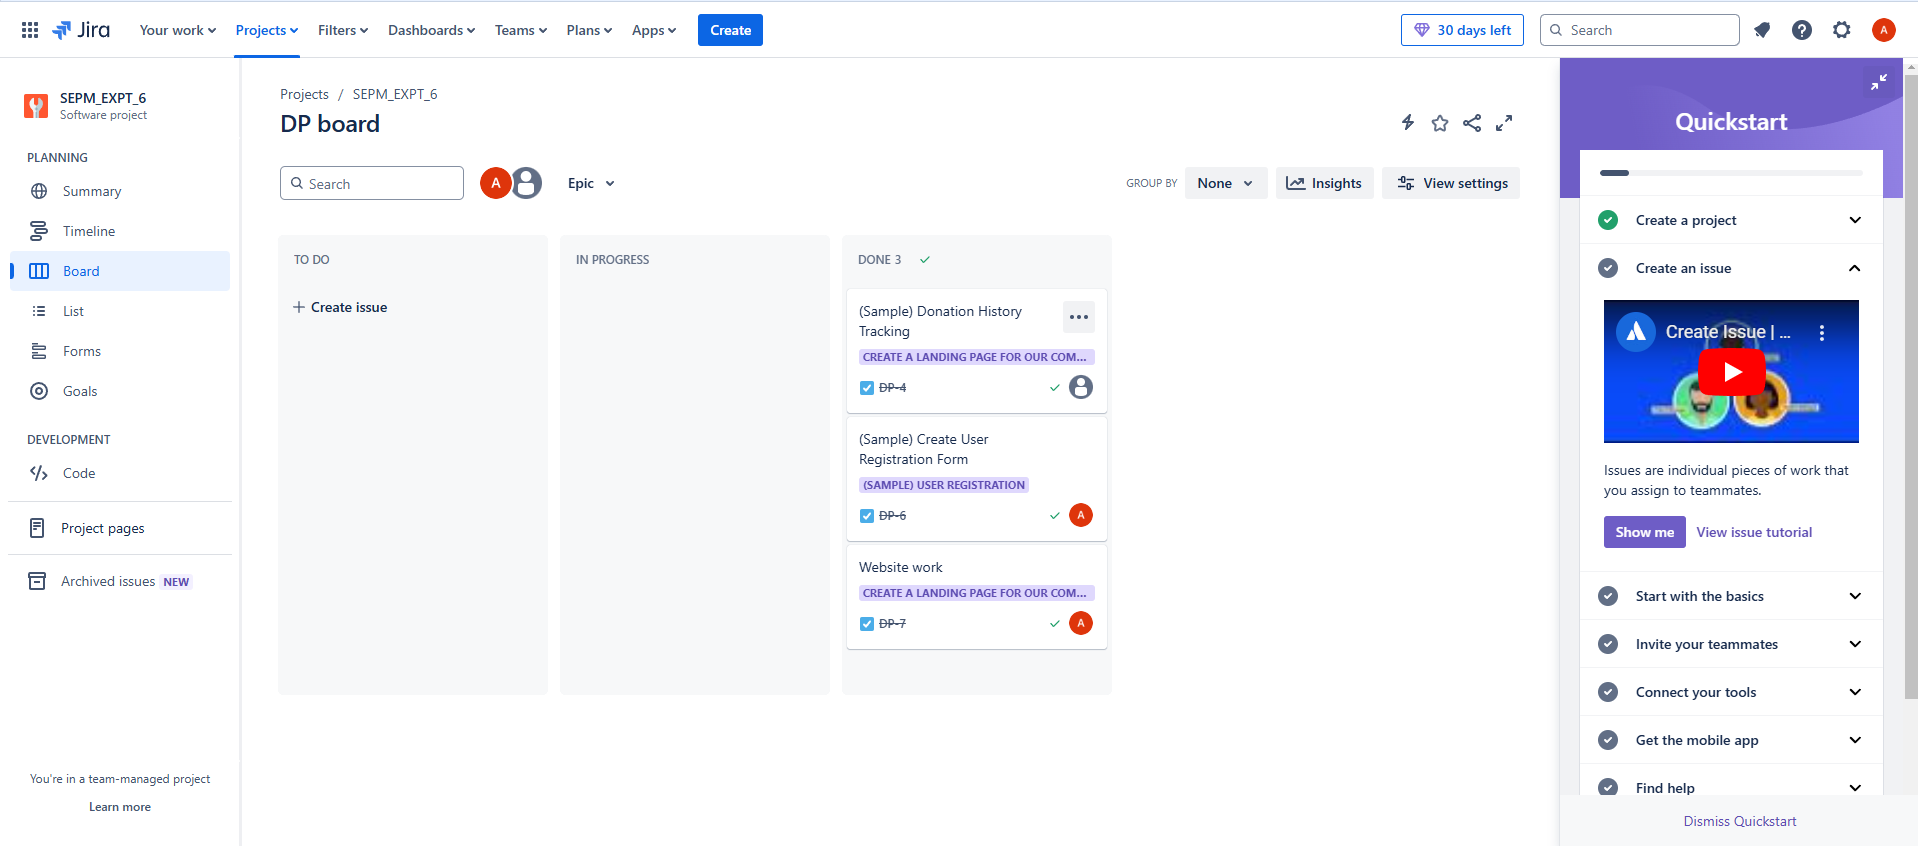 Jira
Your work
Projects
Filters
Dashboards
Teams
Plans
Apps
Create
30 days left
Search
A
SEPM_EXPT_6
Software project
PLANNING
Summary
Timeline
Board
List
Forms
Goals
DEVELOPMENT
Code
Project pages
Archived issues NEW
You're in a team-managed project
Learn more
Projects / SEPM_EXPT_6
DP board
Search
A
Epic
GROUP BY
None
Insights
View settings
TO DO
Create issue
IN PROGRESS
DONE 3
(Sample) Donation History
Tracking
CREATE A LANDING PAGE FOR OUR COM...
DP-4
(Sample) Create User
Registration Form
(SAMPLE) USER REGISTRATION
DP-6
A
Website work
CREATE A LANDING PAGE FOR OUR COM...
DP-7
A
Quickstart
Create a project
Create an issue
Create Issue | ...
Issues are individual pieces of work that
you assign to teammates.
Show me
View issue tutorial
Start with the basics
Invite your teammates
Connect your tools
Get the mobile app
Find help
Dismiss Quickstart